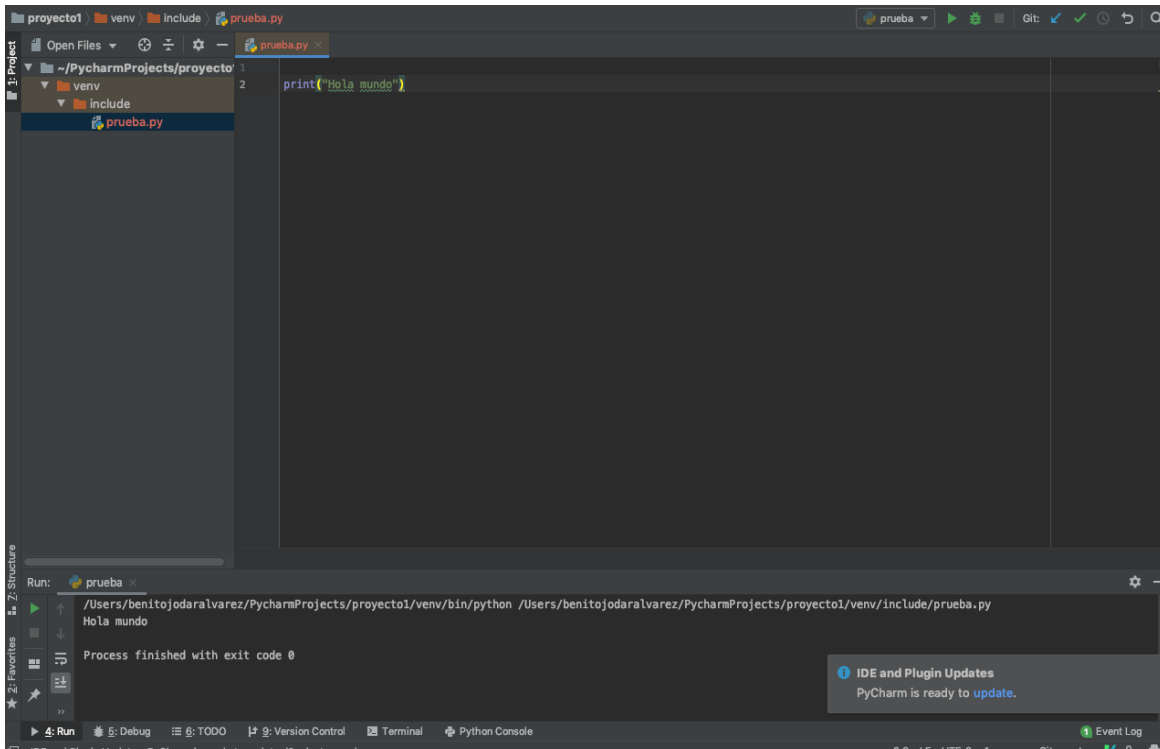 proyecto1 venv include prueba.py prueba Git:
1: Project
Open Files prueba.py
~/PycharmProjects/proyecto
venv
include
prueba.py
1
2 print("Hola mundo")
Z: Structure
2: Favorites
Run: prueba
/Users/benitojodaralvarez/PycharmProjects/proyecto1/venv/bin/python /Users/benitojodaralvarez/PycharmProjects/proyecto1/venv/include/prueba.py
Hola mundo
Process finished with exit code 0
IDE and Plugin Updates
PyCharm is ready to update.
4: Run 5: Debug 6: TODO 9: Version Control Terminal Python Console 1 Event Log